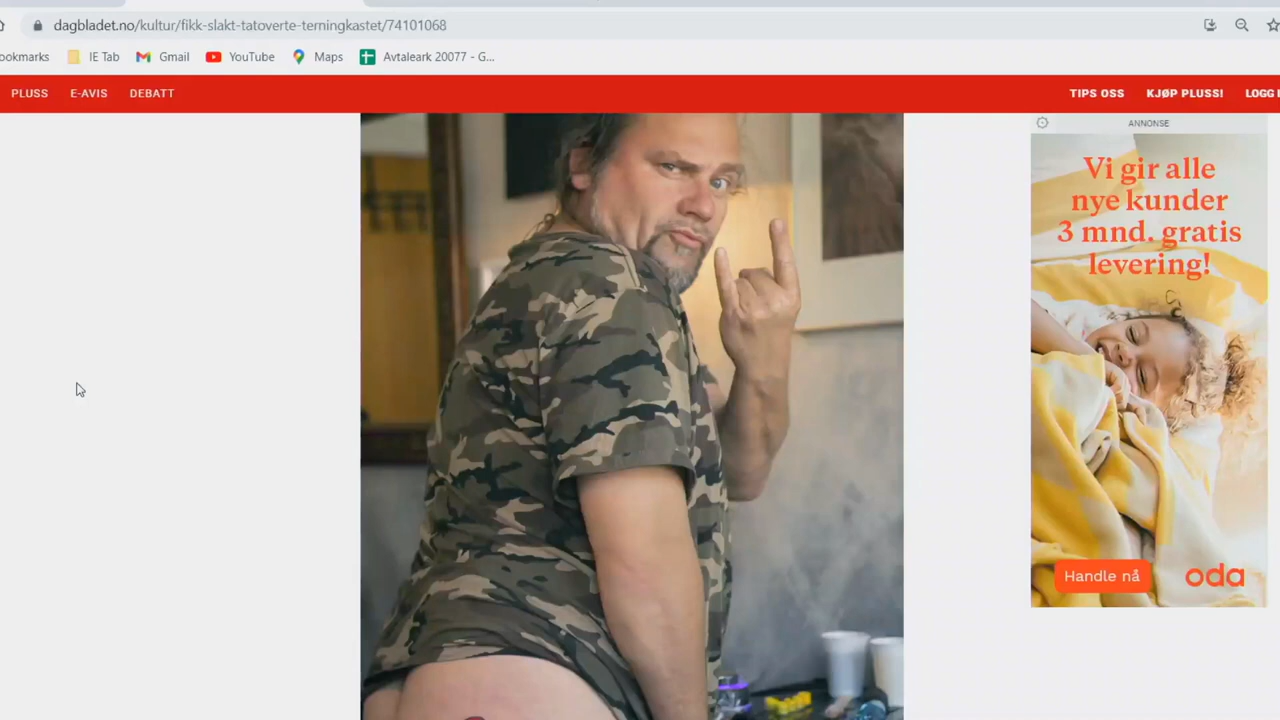 dagbladet.no/kultur/fikk-slakt-tatoverte-terningkastet/74101068
ookmarks IE Tab Gmail YouTube Maps Avtaleark 20077 - G...
PLUSS E-AVIS DEBATT TIPS OSS KJØP PLUSS! LOGG I
ANNONSE
Vi gir alle
nye kunder
3 mnd. gratis
levering!
Handle nå oda